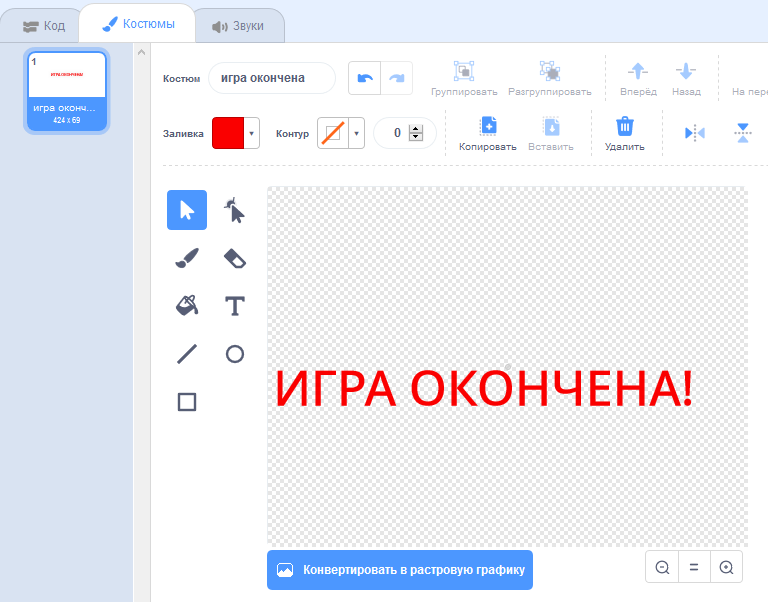 Код Костюмы Звуки
1
ИГРА ОКОНЧЕНА!
игра оконч...
424 x 69
Костюм игра окончена Группировать Разгруппировать Вперёд Назад На пере
Заливка Контур 0 Копировать Вставить Удалить
ИГРА ОКОНЧЕНА!
Конвертировать в растровую графику